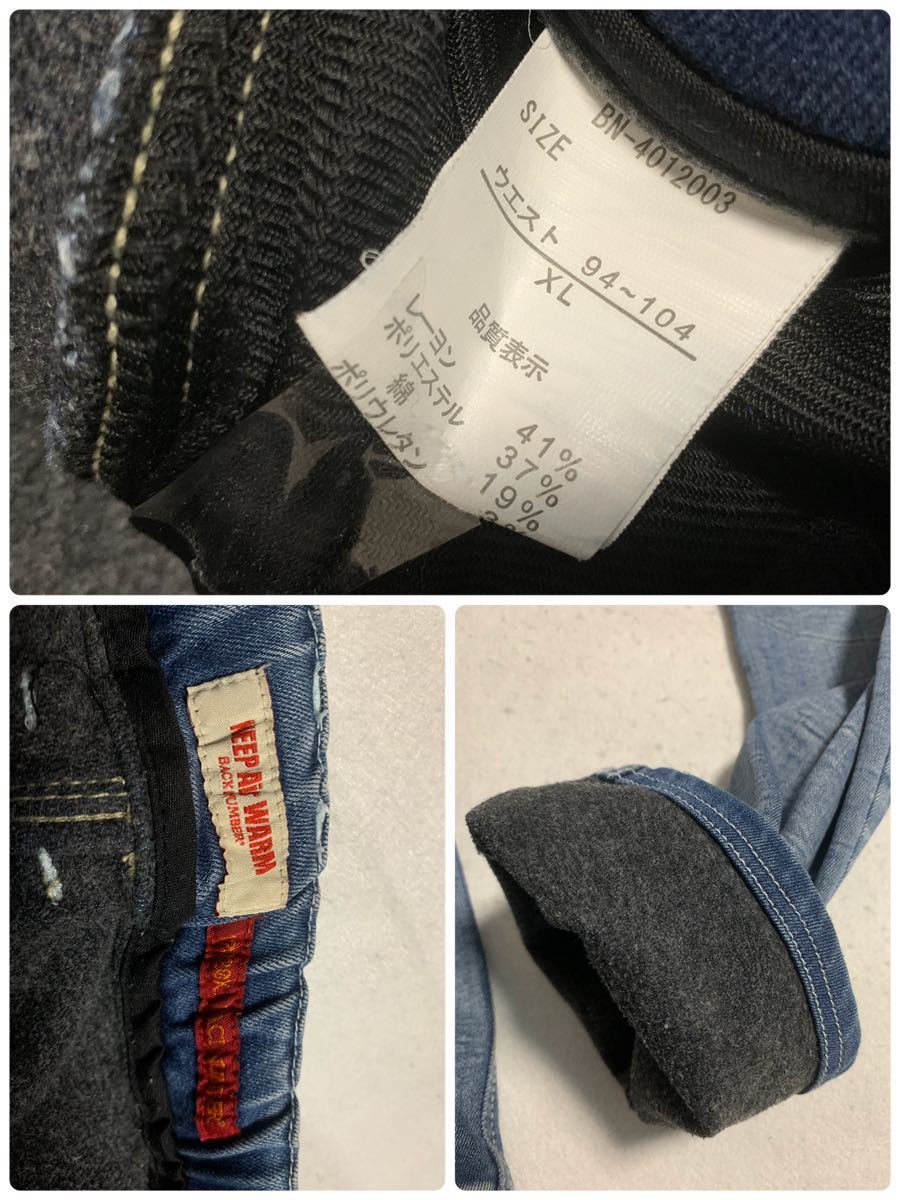 BN-4012003
SIZE
ウエスト 94~104
XL
品質表示
レーヨン 41%
ポリエステル 37%
綿 19%
ポリウレタン
KEEP Air WARM
BACK NUMBER